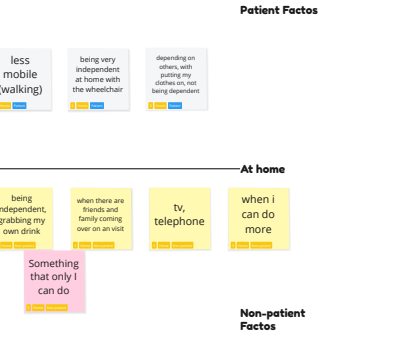 Patient Factos
less
mobile
(walking)
being very
independent
at home with
the wheelchair
depending on
others, with
putting my
clothes on, not
being dependent
At home
being
independent,
grabbing my
own drink
when there are
friends and
family coming
over on an visit
tv,
telephone
when i
can do
more
Something
that only I
can do
Non-patient
Factos